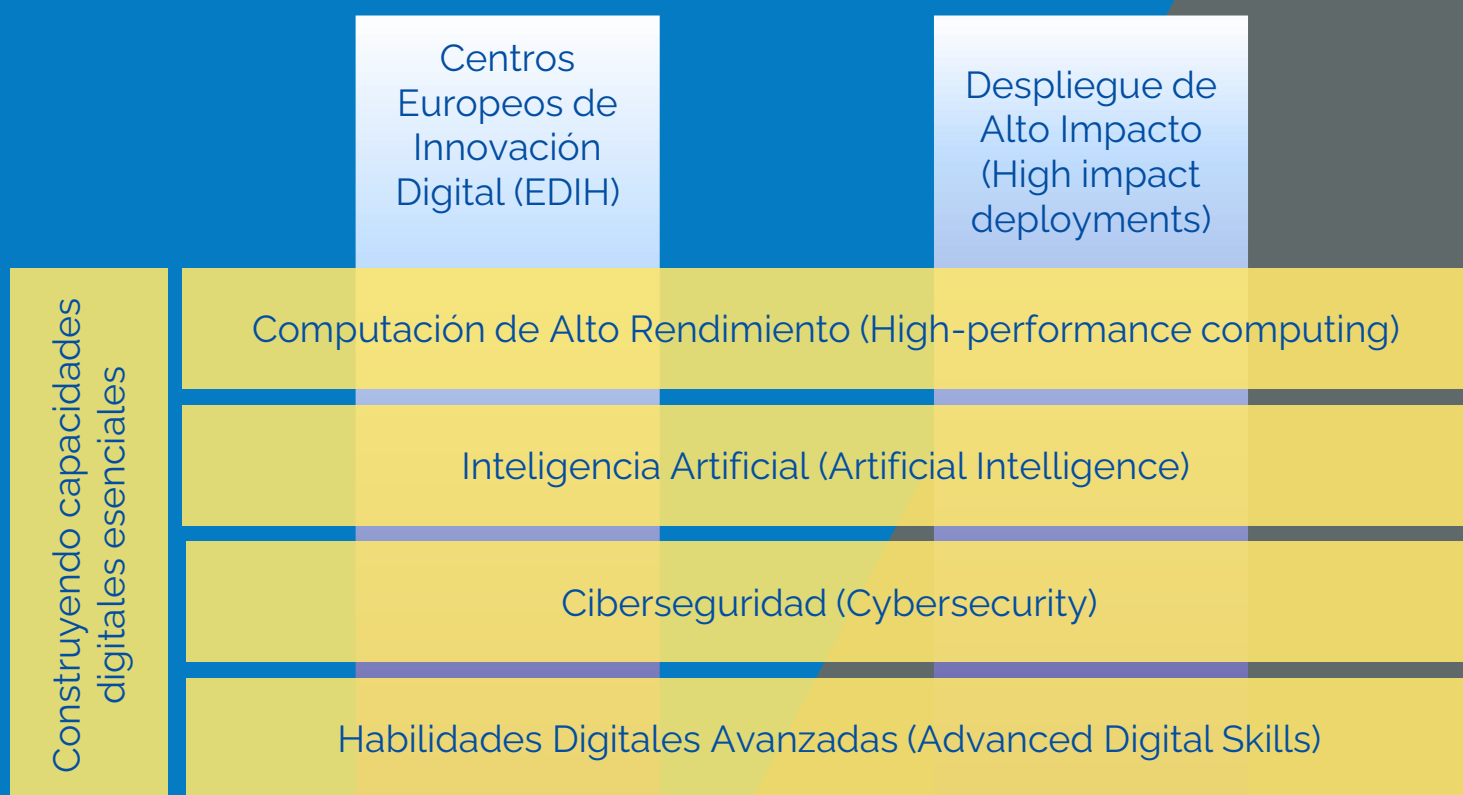 Centros
Europeos de
Innovación
Digital (EDIH)
Despliegue de
Alto Impacto
(High impact
deployments)
Construyendo capacidades
digitales esenciales
Computación de Alto Rendimiento (High-performance computing)
Inteligencia Artificial (Artificial Intelligence)
Ciberseguridad (Cybersecurity)
Habilidades Digitales Avanzadas (Advanced Digital Skills)